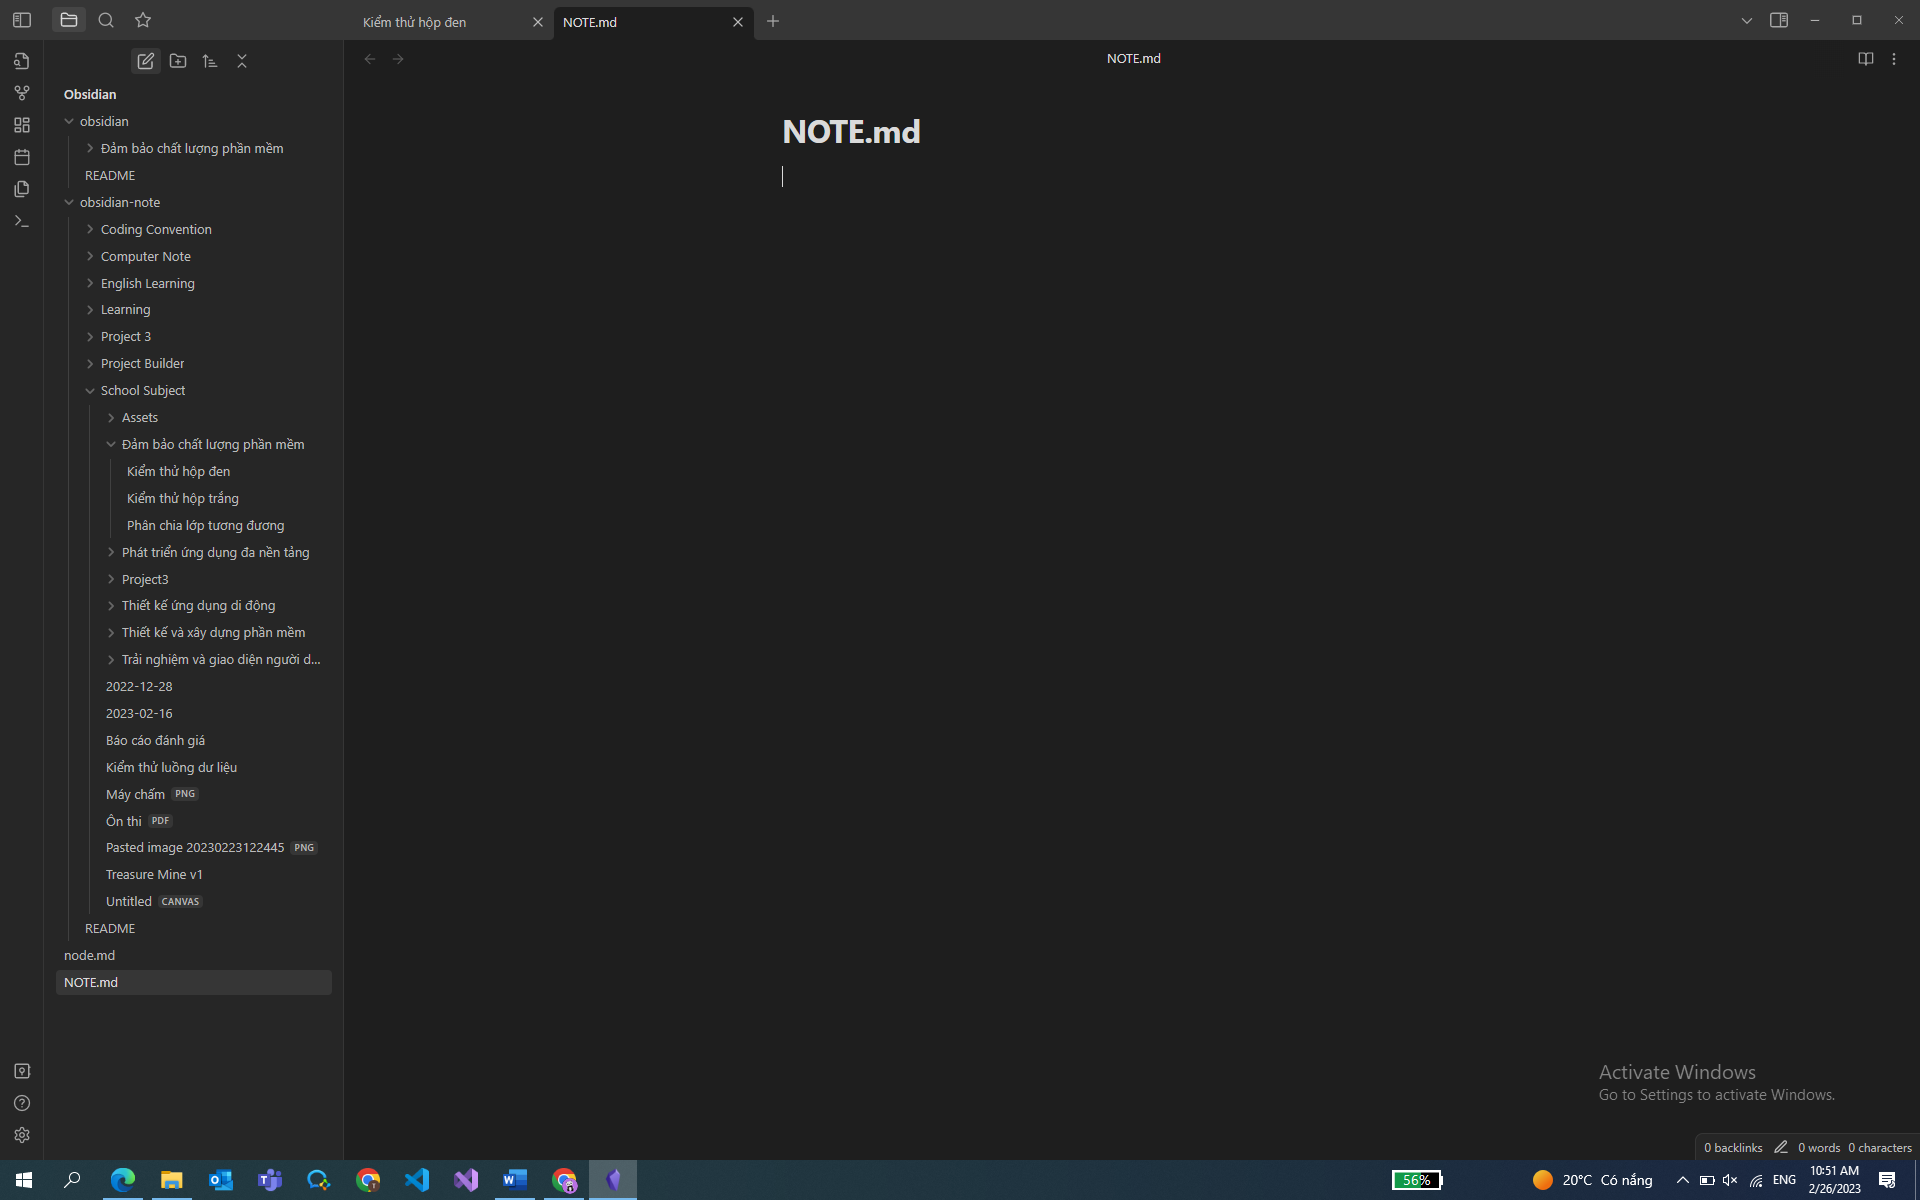 Kiểm thử hộp đen
NOTE.md
NOTE.md
Obsidian
obsidian
Đảm bảo chất lượng phần mềm
README
obsidian-note
Coding Convention
Computer Note
English Learning
Learning
Project 3
Project Builder
School Subject
Assets
Đảm bảo chất lượng phần mềm
Kiểm thử hộp đen
Kiểm thử hộp trắng
Phân chia lớp tương đương
Phát triển ứng dụng đa nền tảng
Project3
Thiết kế ứng dụng di động
Thiết kế và xây dựng phần mềm
Trải nghiệm và giao diện người d...
2022-12-28
2023-02-16
Báo cáo đánh giá
Kiểm thử luồng dư liệu
Máy chấm PNG
Ôn thi PDF
Pasted image 20230223122445 PNG
Treasure Mine v1
Untitled CANVAS
README
node.md
NOTE.md
NOTE.md
Activate Windows
Go to Settings to activate Windows.
0 backlinks 0 words 0 characters
56% 20°C Có nắng ENG 10:51 AM
2/26/2023